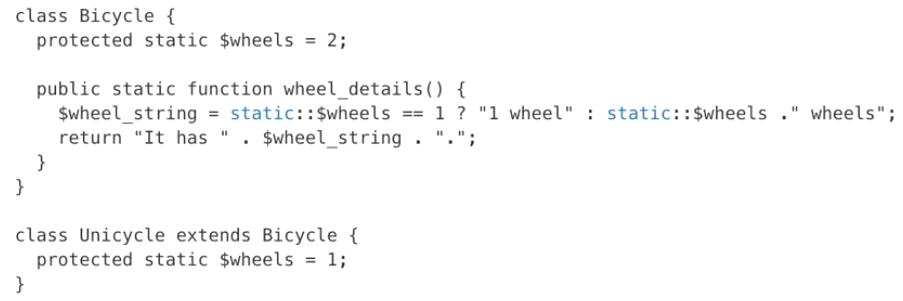 class Bicycle {
  protected static $wheels = 2;

  public static function wheel_details() {
    $wheel_string = static::$wheels == 1 ? "1 wheel" : static::$wheels ." wheels";
    return "It has " . $wheel_string . ".";
  }
}

class Unicycle extends Bicycle {
  protected static $wheels = 1;
}